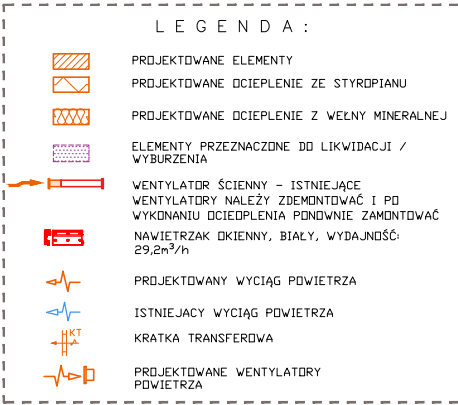 LEGENDA:
PROJEKTOWANE ELEMENTY
PROJEKTOWANE OCIEPLENIE ZE STYROPIANU
PROJEKTOWANE OCIEPLENIE Z WEŁNY MINERALNEJ
ELEMENTY PRZEZNACZONE DO LIKWIDACJI /
WYBURZENIA
WENTYLATOR ŚCIENNY - ISTNIEJĄCE
WENTYLATORY NALEŻY ZDEMONTOWAĆ I PO
WYKONANIU OCIEOPLENIA PONOWNIE ZAMONTOWAĆ
NAWIETRZAK OKIENNY, BIAŁY, WYDAJNOŚĆ:
29,2m³/h
PROJEKTOWANY WYCIĄG POWIETRZA
ISTNIEJACY WYCIĄG POWIETRZA
KT
KRATKA TRANSFEROWA
PROJEKTOWANE WENTYLATORY
POWIETRZA